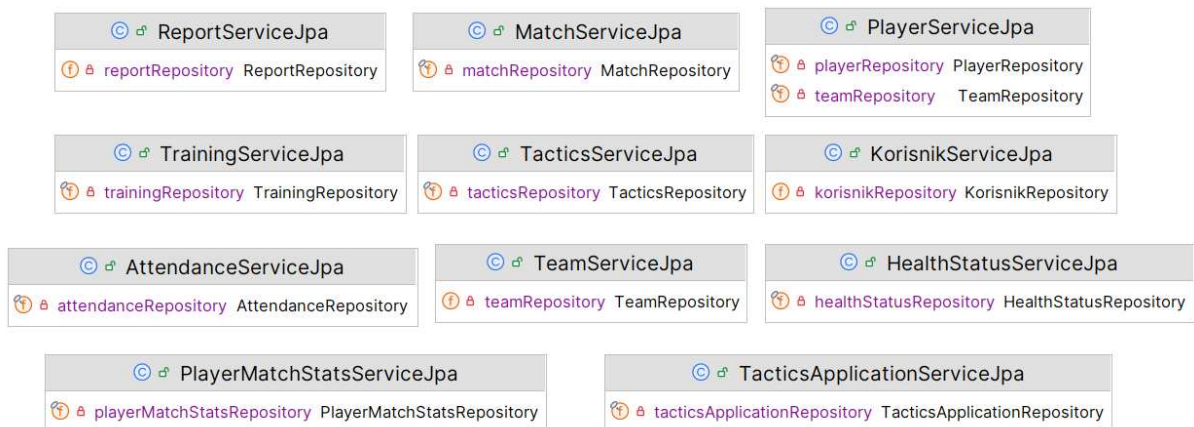 ReportServiceJpa
reportRepository ReportRepository
MatchServiceJpa
matchRepository MatchRepository
PlayerServiceJpa
playerRepository PlayerRepository
teamRepository TeamRepository
TrainingServiceJpa
trainingRepository TrainingRepository
TacticsServiceJpa
tacticsRepository TacticsRepository
KorisnikServiceJpa
korisnikRepository KorisnikRepository
AttendanceServiceJpa
attendanceRepository AttendanceRepository
TeamServiceJpa
teamRepository TeamRepository
HealthStatusServiceJpa
healthStatusRepository HealthStatusRepository
PlayerMatchStatsServiceJpa
playerMatchStatsRepository PlayerMatchStatsRepository
TacticsApplicationServiceJpa
tacticsApplicationRepository TacticsApplicationRepository